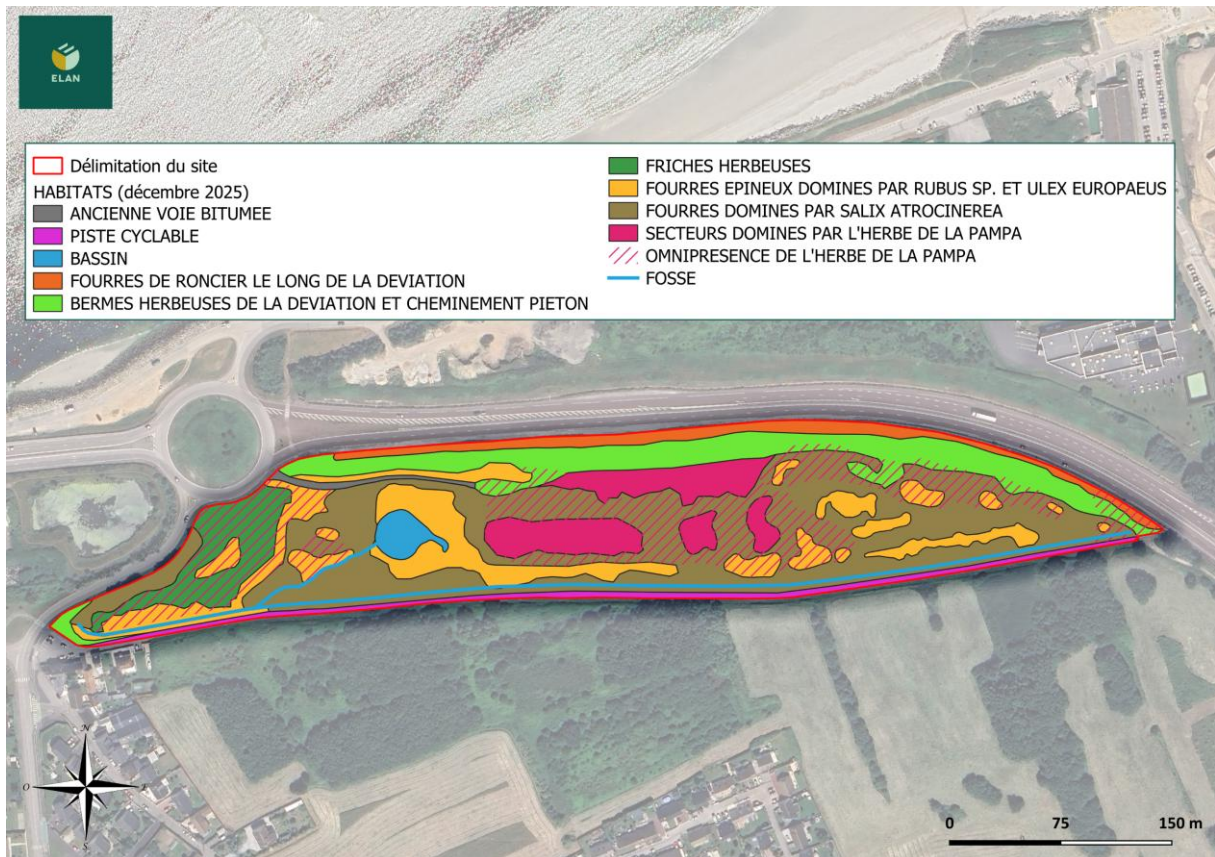 ELAN
Délimitation du site
HABITATS (décembre 2025)
ANCIENNE VOIE BITUMEE
PISTE CYCLABLE
BASSIN
FOURRES DE RONCIER LE LONG DE LA DEVIATION
BERMES HERBEUSES DE LA DEVIATION ET CHEMINEMENT PIETON
FRICHES HERBEUSES
FOURRES EPINEUX DOMINES PAR RUBUS SP. ET ULEX EUROPAEUS
FOURRES DOMINES PAR SALIX ATROCINEREA
SECTEURS DOMINES PAR L'HERBE DE LA PAMPA
OMNIPRESENCE DE L'HERBE DE LA PAMPA
FOSSE
N
O
E
S
0 75 150 m